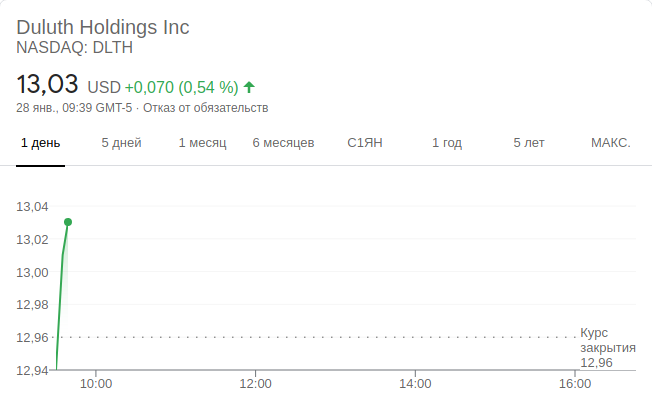 Duluth Holdings Inc
NASDAQ: DLTH
13,03 USD +0,070 (0,54 %)
28 янв., 09:39 GMT-5 · Отказ от обязательств
1 день 5 дней 1 месяц 6 месяцев С1ЯН 1 год 5 лет МАКС.
13,04
13,02
13,00
12,98
12,96
12,94
Курс
закрытия
12,96
10:00 12:00 14:00 16:00